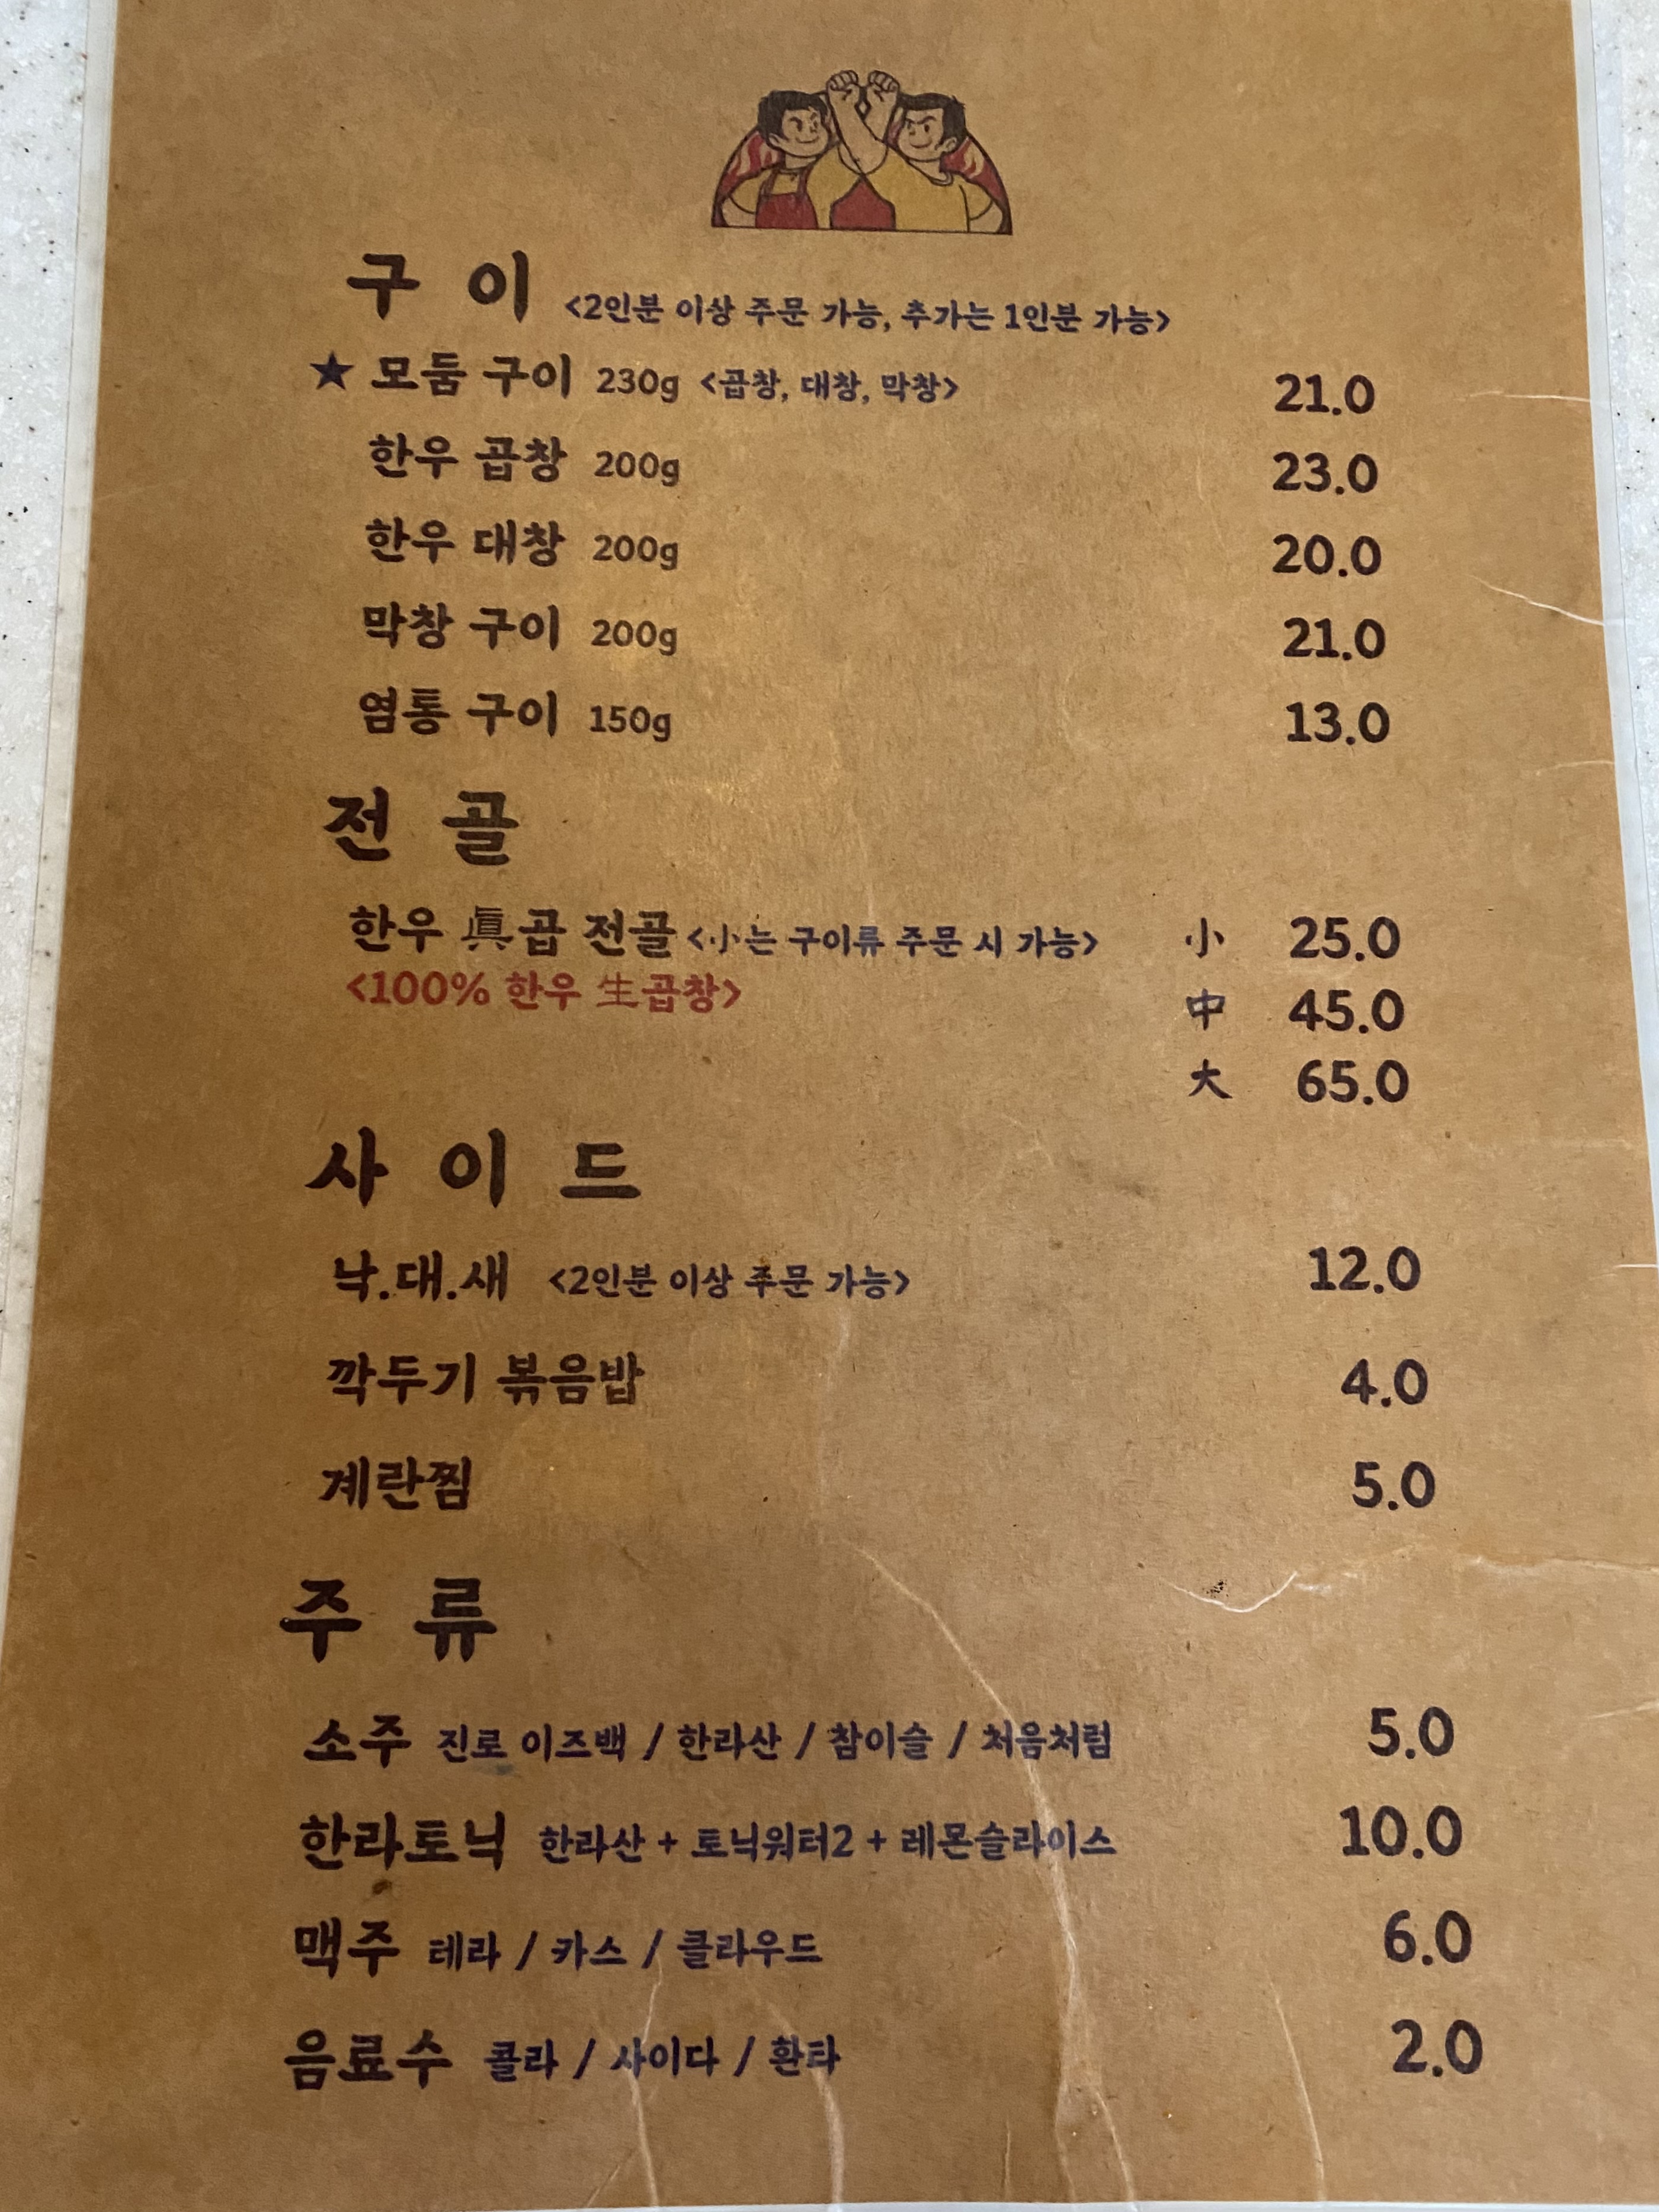 구 이 <2인분 이상 주문 가능, 추가는 1인분 가능>
★ 모둠 구이 230g <곱창, 대창, 막창> 21.0
한우 곱창 200g 23.0
한우 대창 200g 20.0
막창 구이 200g 21.0
염통 구이 150g 13.0
전 골
한우 眞곱 전골 <小는 구이류 주문 시 가능> 小 25.0
<100% 한우 生곱창>
中 45.0
大 65.0
사 이 드
낙.대.새 <2인분 이상 주문 가능> 12.0
깍두기 볶음밥 4.0
계란찜 5.0
주 류
소주 진로 이즈백 / 한라산 / 참이슬 / 처음처럼 5.0
한라토닉 한라산 + 토닉워터2 + 레몬슬라이스 10.0
맥주 테라 / 카스 / 클라우드 6.0
음료수 콜라 / 사이다 / 환타 2.0